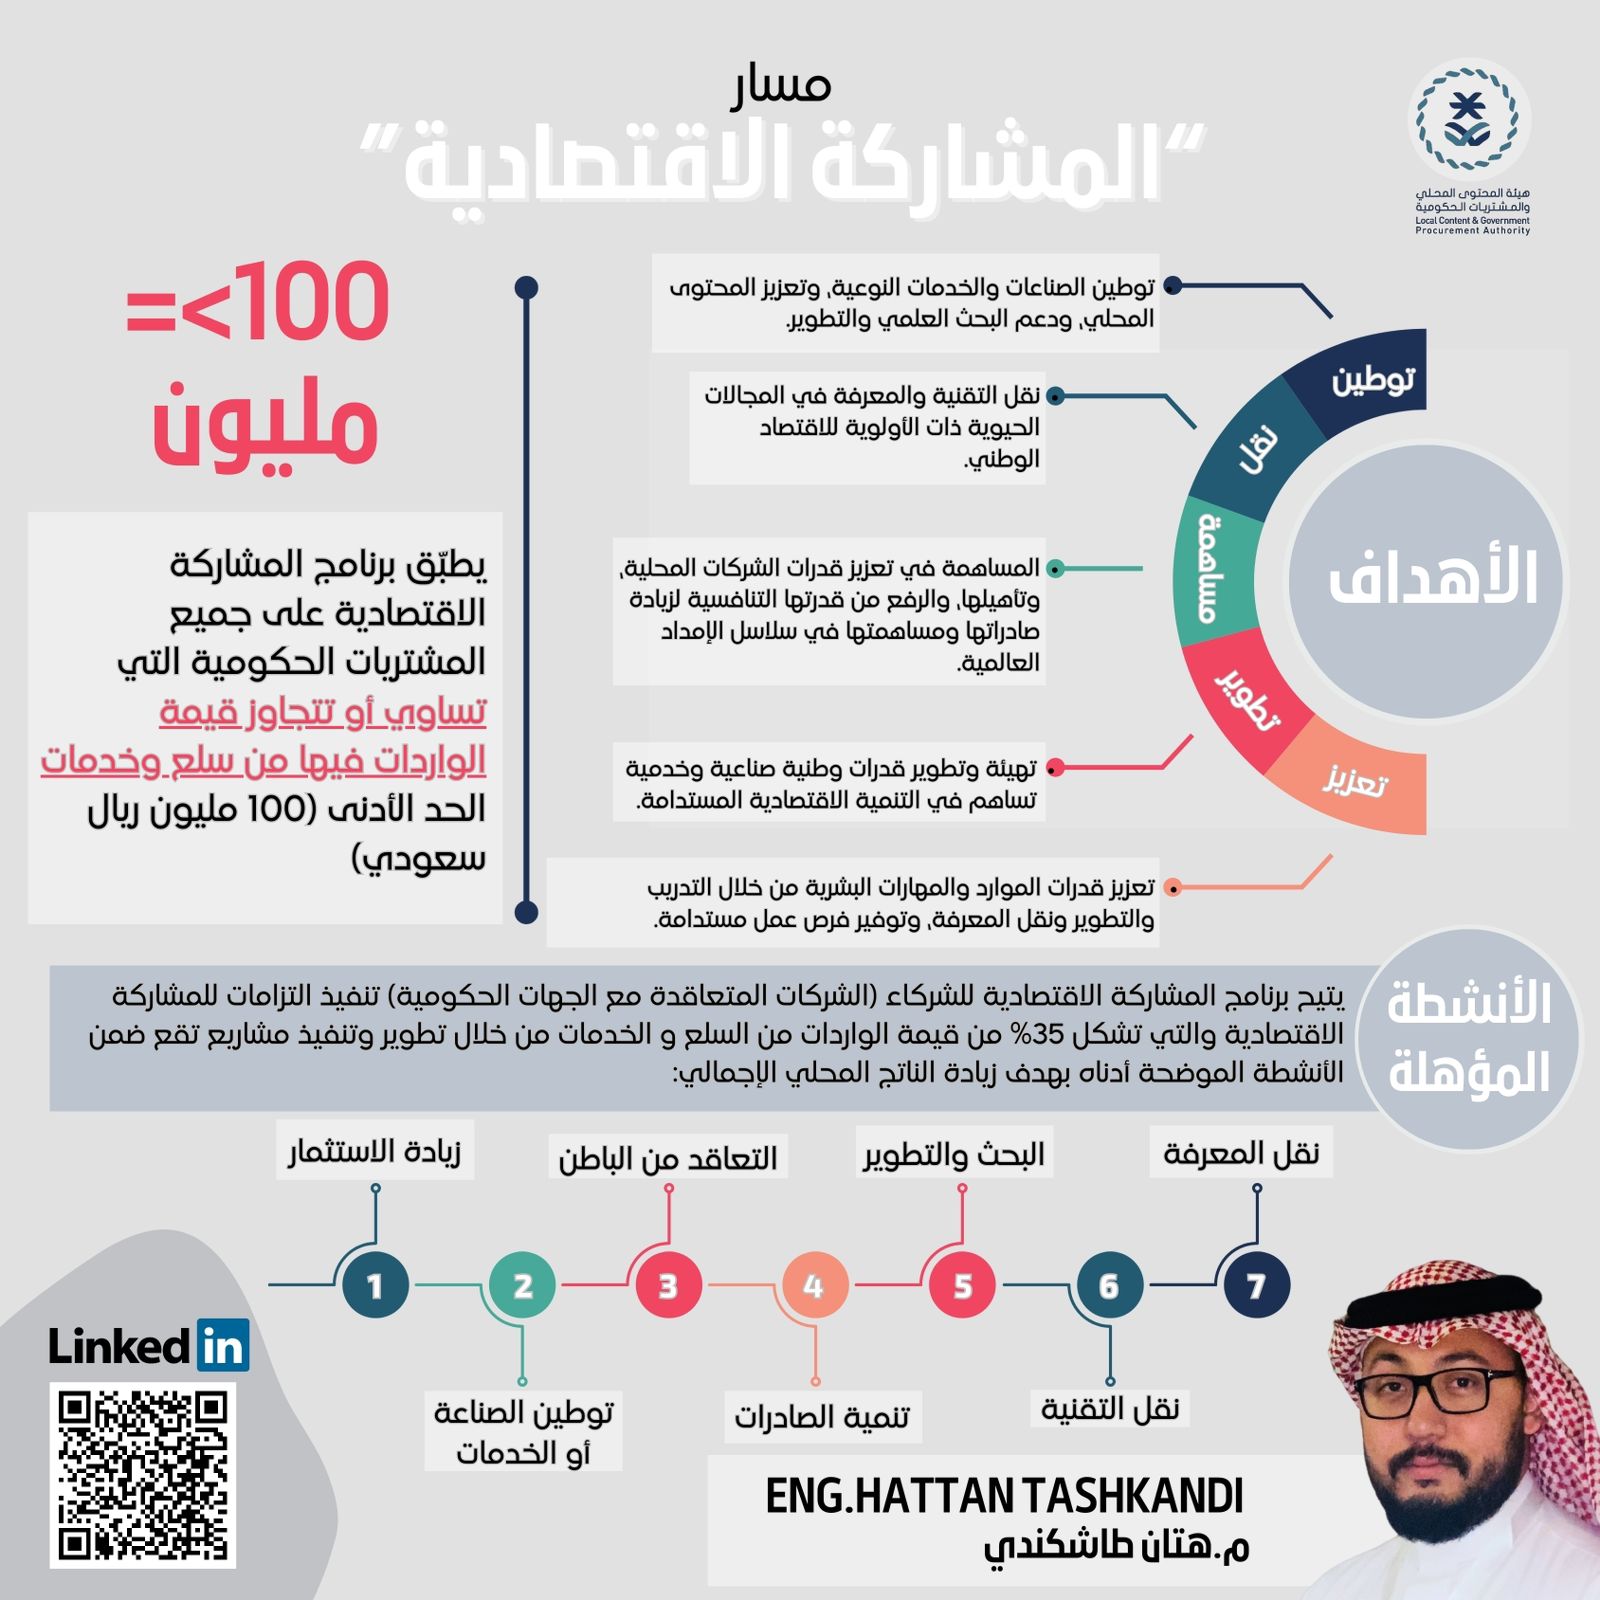 مسار
“المشاركة الاقتصادية”
هيئة المحتوى المحلي
والمشتريات الحكومية
Local Content & Government
Procurement Authority
=<100
مليون
يطبّق برنامج المشاركة
الاقتصادية على جميع
المشتريات الحكومية التي
تساوي أو تتجاوز قيمة
الواردات فيها من سلع وخدمات
الحد الأدنى (100 مليون ريال
سعودي)
الأهداف
توطين
توطين الصناعات والخدمات النوعية، وتعزيز المحتوى
المحلي، ودعم البحث العلمي والتطوير.
نقل
نقل التقنية والمعرفة في المجالات
الحيوية ذات الأولوية للاقتصاد
الوطني.
مساهمة
المساهمة في تعزيز قدرات الشركات المحلية،
وتأهيلها، والرفع من قدرتها التنافسية لزيادة
صادراتها ومساهمتها في سلاسل الإمداد
العالمية.
تطوير
تهيئة وتطوير قدرات وطنية صناعية وخدمية
تساهم في التنمية الاقتصادية المستدامة.
تعزيز
تعزيز قدرات الموارد والمهارات البشرية من خلال التدريب
والتطوير ونقل المعرفة، وتوفير فرص عمل مستدامة.
الأنشطة
المؤهلة
يتيح برنامج المشاركة الاقتصادية للشركاء (الشركات المتعاقدة مع الجهات الحكومية) تنفيذ التزامات للمشاركة
الاقتصادية والتي تشكل 35% من قيمة الواردات من السلع و الخدمات من خلال تطوير وتنفيذ مشاريع تقع ضمن
الأنشطة الموضحة أدناه بهدف زيادة الناتج المحلي الإجمالي:
1
زيادة الاستثمار
2
توطين الصناعة
أو الخدمات
3
التعاقد من الباطن
4
تنمية الصادرات
5
البحث والتطوير
6
نقل التقنية
7
نقل المعرفة
Linked in
ENG.HATTAN TASHKANDI
م.هتان طاشكندي